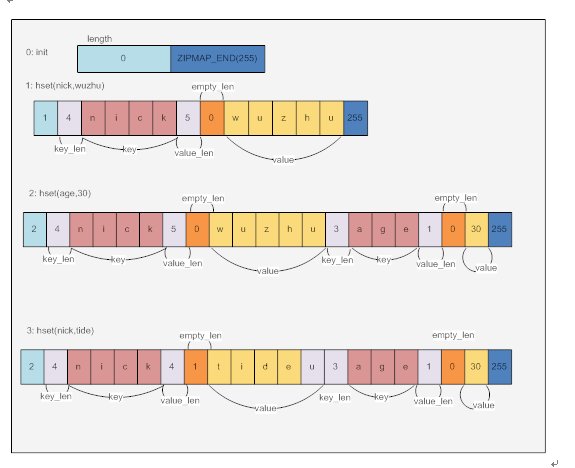 length
0: init
0 ZIPMAP_END(255)
1: hset(nick,wuzhu)
empty_len
1 4 n i c k 5 0 w u z h u 255
key_len key value_len value
2: hset(age,30)
empty_len empty_len
2 4 n i c k 5 0 w u z h u 3 a g e 1 0 30 255
key_len key value_len value key_len key value_len value
3: hset(nick,tide)
empty_len empty_len
2 4 n i c k 4 1 t i d e u 3 a g e 1 0 30 255
key_len key value_len value key_len key value_len value